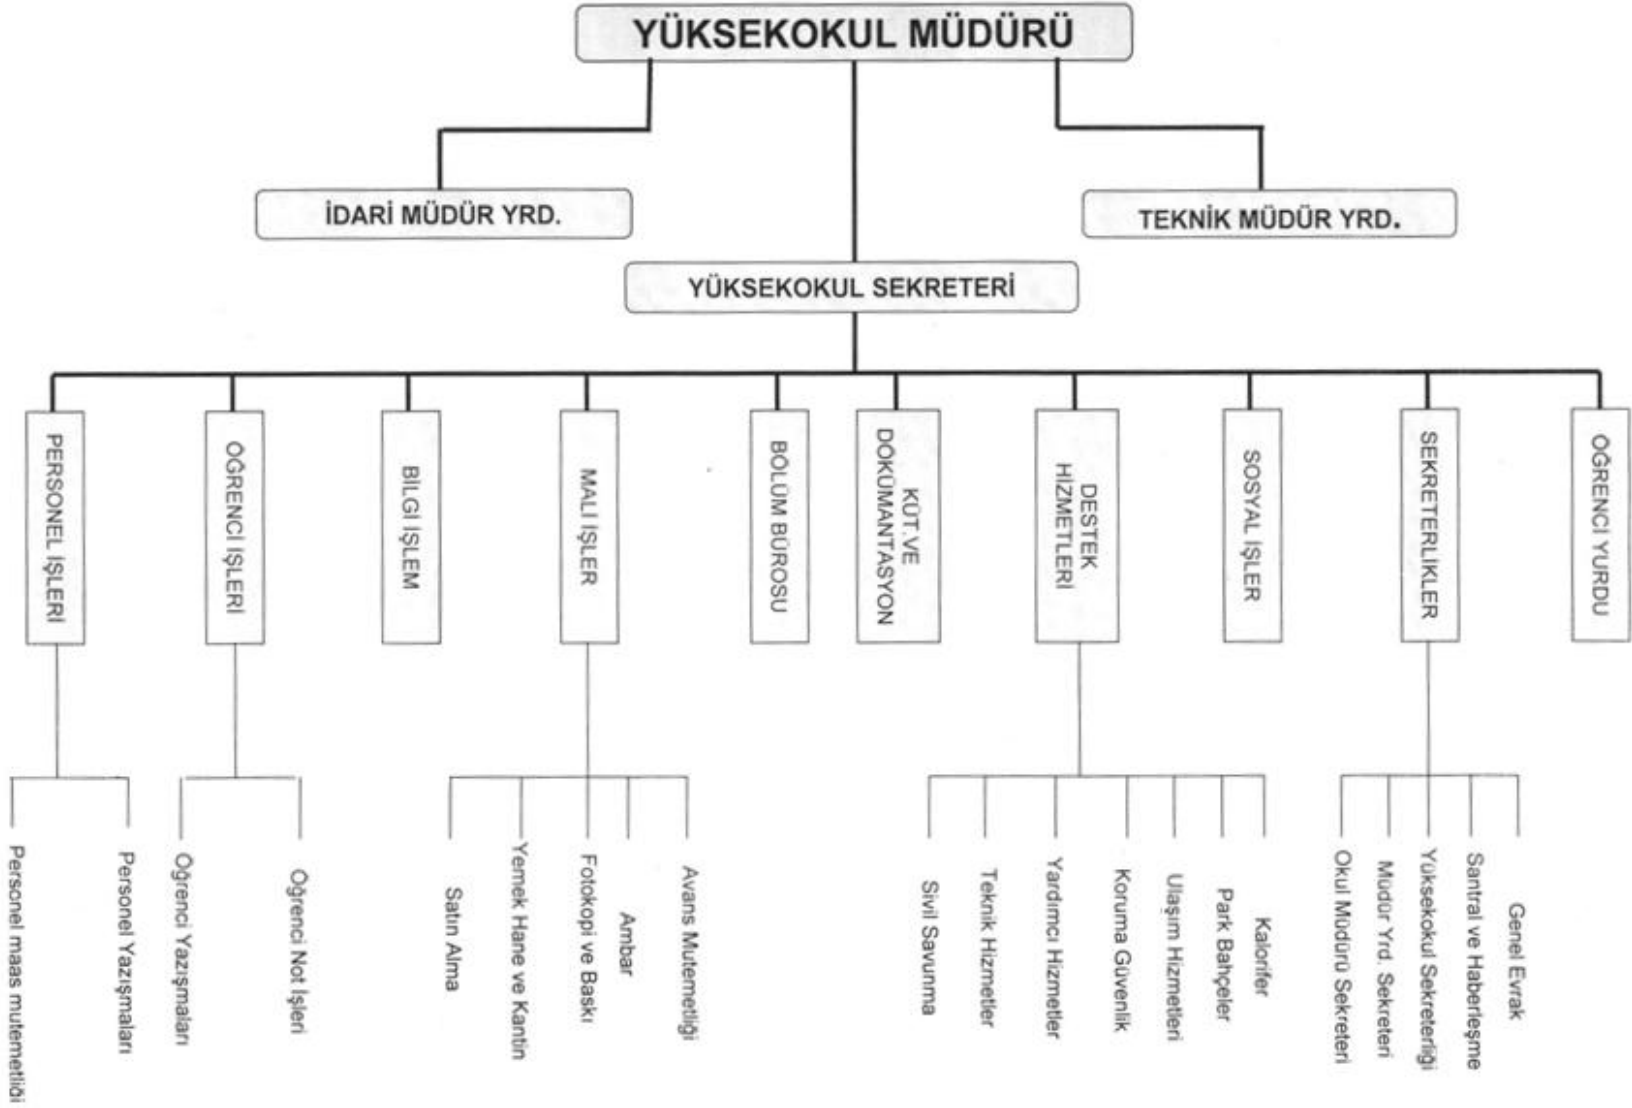 YÜKSEKOKUL MÜDÜRÜ
İDARİ MÜDÜR YRD.
TEKNİK MÜDÜR YRD.
YÜKSEKOKUL SEKRETERİ
PERSONEL İŞLERİ
ÖĞRENCİ İŞLERİ
BİLGİ İŞLEM
MALİ İŞLER
BÖLÜM BÜROSU
KÜT.VE
DÖKÜMANTASYON
DESTEK
HİZMETLERİ
SOSYAL İŞLER
SEKRETERLİKLER
ÖĞRENCİ YURDU
Personel maas mutemetliği
Personel Yazışmaları
Öğrenci Yazışmaları
Öğrenci Not İşleri
Satın Alma
Yemek Hane ve Kantin
Fotokopi ve Baskı
Ambar
Avans Mutemetliği
Sivil Savunma
Teknik Hizmetler
Yardımcı Hizmetler
Koruma Güvenlik
Ulaşım Hizmetleri
Park Bahçeler
Kalorifer
Okul Müdürü Sekreteri
Müdür Yrd. Sekreteri
Yüksekokul Sekreterliği
Santral ve Haberleşme
Genel Evrak